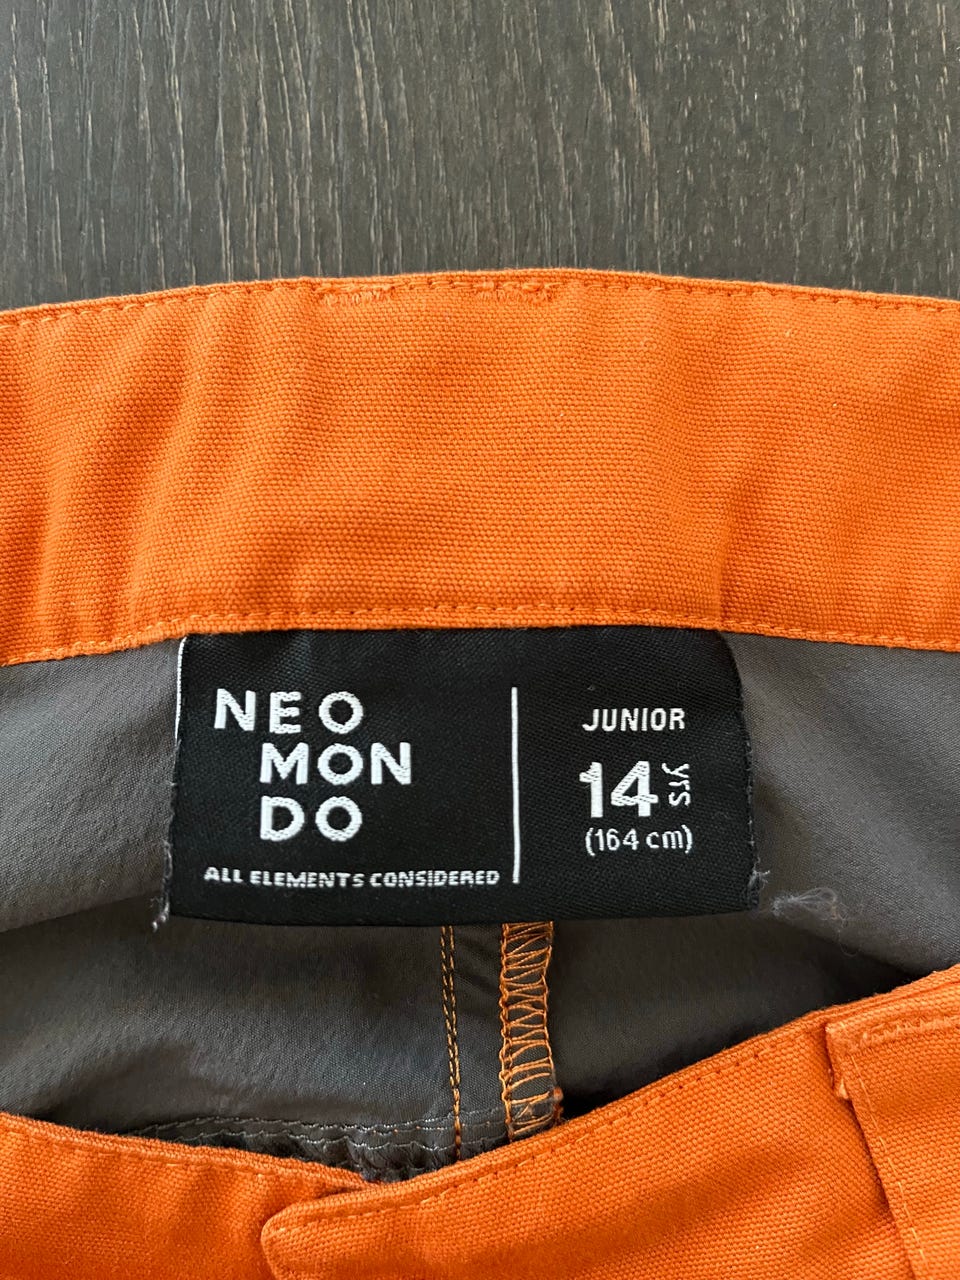 NEO
MON
DO
ALL ELEMENTS CONSIDERED
JUNIOR
14 yrs
(164 cm)